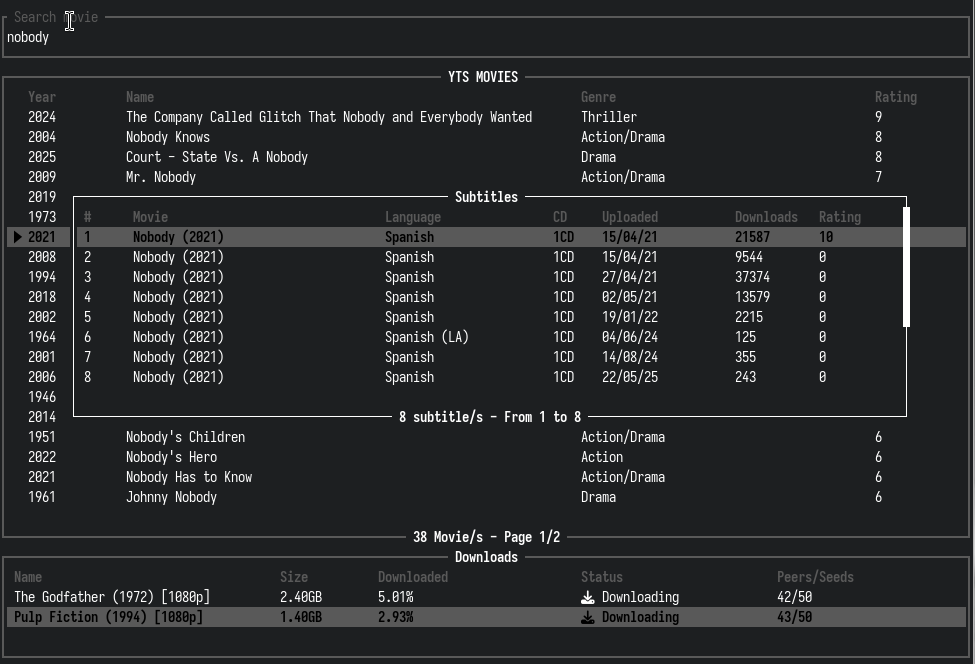 Search movie
nobody
YTS MOVIES
Year Name Genre Rating
2024 The Company Called Glitch That Nobody and Everybody Wanted Thriller 9
2004 Nobody Knows Action/Drama 8
2025 Court - State Vs. A Nobody Drama 8
2009 Mr. Nobody Action/Drama 7
2019 Subtitles
1973 # Movie Language CD Uploaded Downloads Rating
2021 1 Nobody (2021) Spanish 1CD 15/04/21 21587 10
2008 2 Nobody (2021) Spanish 1CD 15/04/21 9544 0
1994 3 Nobody (2021) Spanish 1CD 27/04/21 37374 0
2018 4 Nobody (2021) Spanish 1CD 02/05/21 13579 0
2002 5 Nobody (2021) Spanish 1CD 19/01/22 2215 0
1964 6 Nobody (2021) Spanish (LA) 1CD 04/06/24 125 0
2001 7 Nobody (2021) Spanish 1CD 14/08/24 355 0
2006 8 Nobody (2021) Spanish 1CD 22/05/25 243 0
1946
2014 8 subtitle/s - From 1 to 8
1951 Nobody's Children Action/Drama 6
2022 Nobody's Hero Action 6
2021 Nobody Has to Know Action/Drama 6
1961 Johnny Nobody Drama 6
38 Movie/s - Page 1/2
Downloads
Name Size Downloaded Status Peers/Seeds
The Godfather (1972) [1080p] 2.40GB 5.01% Downloading 42/50
Pulp Fiction (1994) [1080p] 1.40GB 2.93% Downloading 43/50